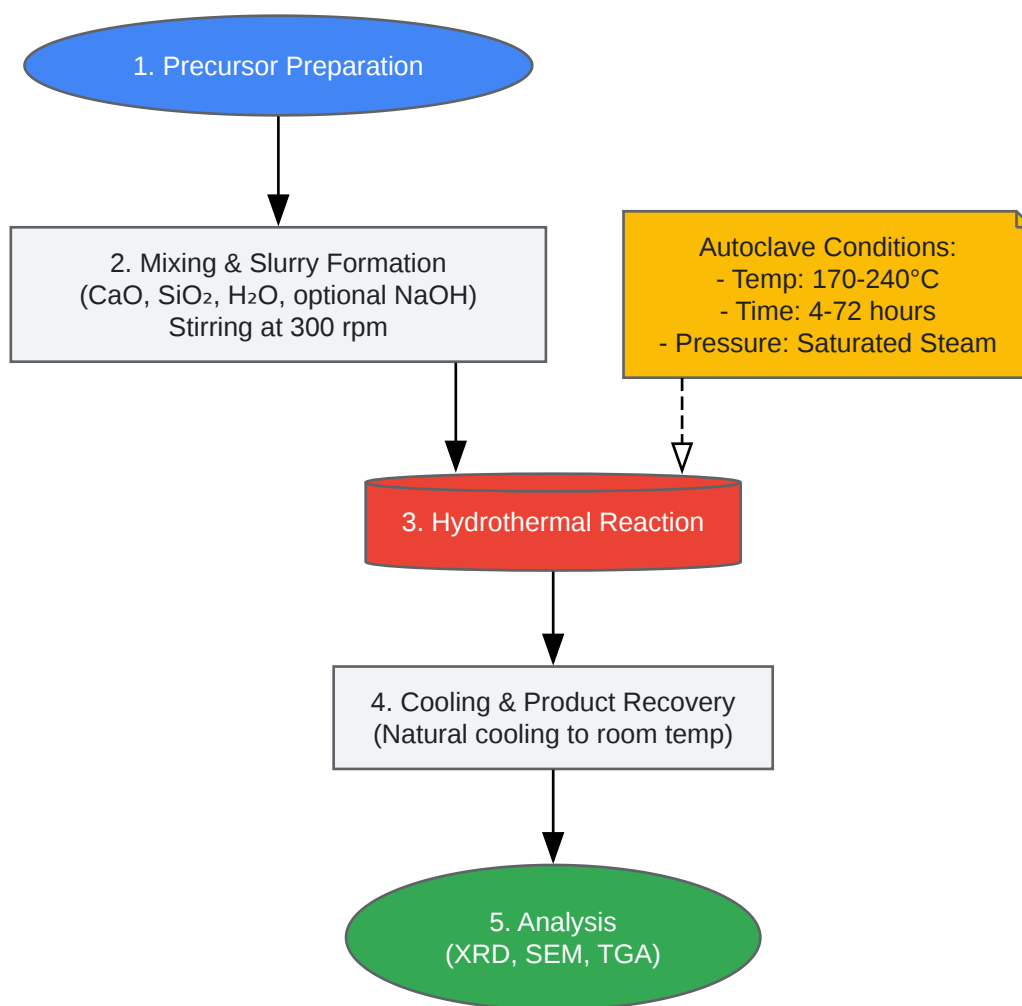 1. Precursor Preparation
2. Mixing & Slurry Formation
(CaO, SiO₂, H₂O, optional NaOH)
Stirring at 300 rpm
Autoclave Conditions:
- Temp: 170-240°C
- Time: 4-72 hours
- Pressure: Saturated Steam
3. Hydrothermal Reaction
4. Cooling & Product Recovery
(Natural cooling to room temp)
5. Analysis
(XRD, SEM, TGA)